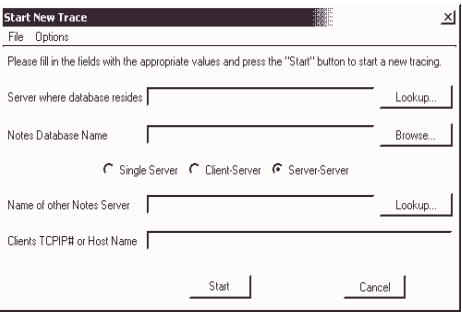 Start New Trace
File Options
Please fill in the fields with the appropriate values and press the "Start" button to start a new tracing.
Server where database resides Lookup...
Notes Database Name Browse...
Single Server Client-Server Server-Server
Name of other Notes Server Lookup...
Clients TCPIP# or Host Name
Start Cancel